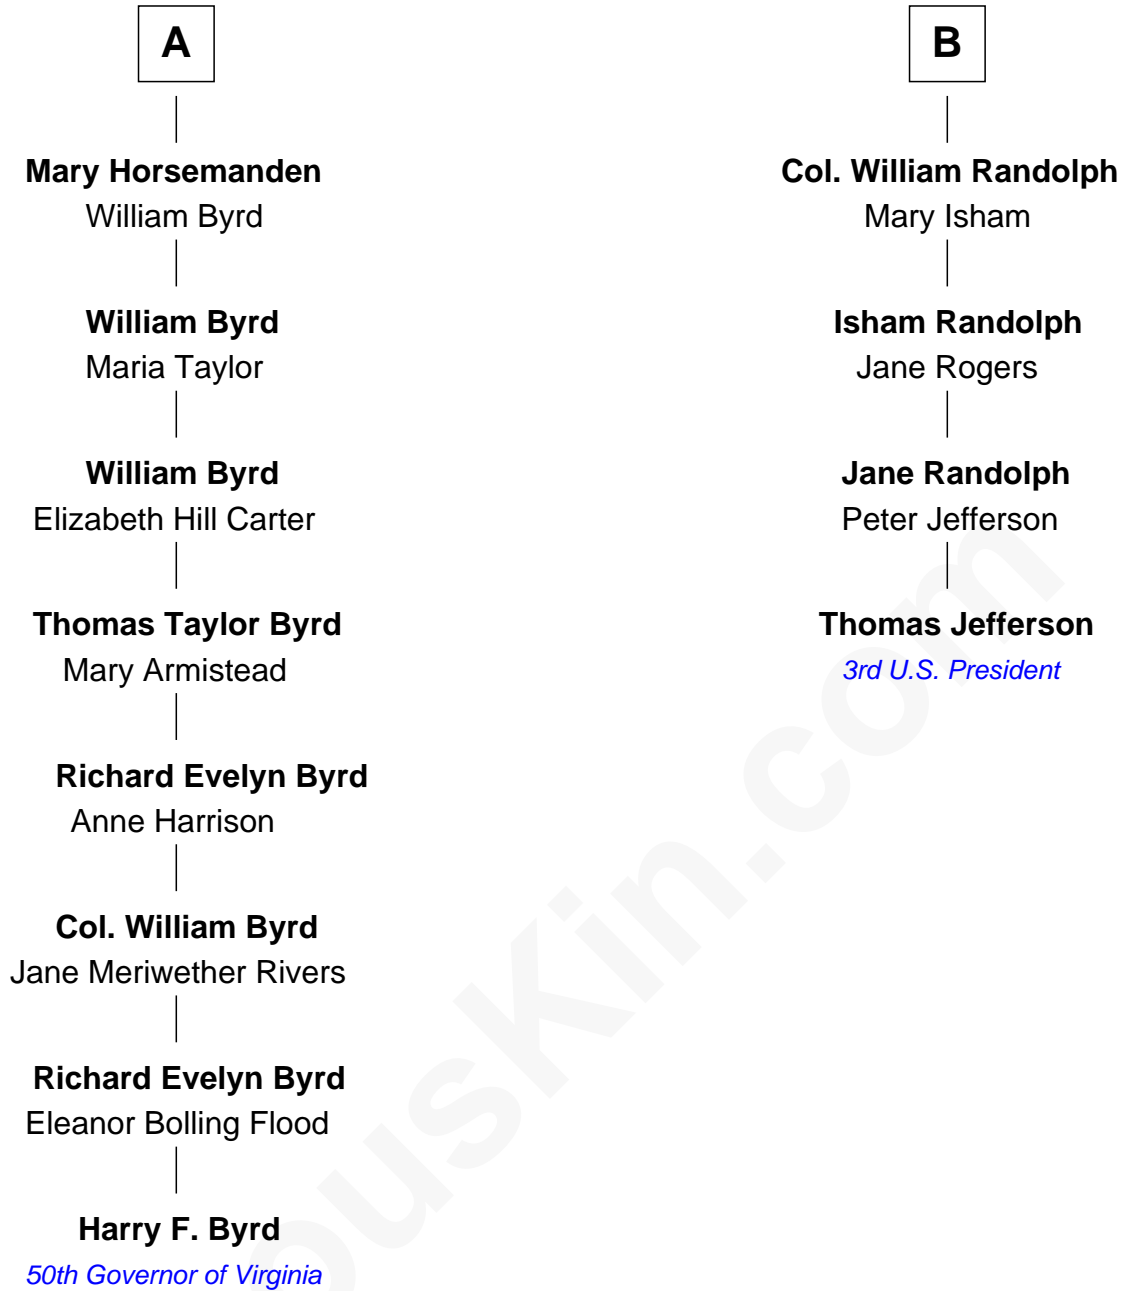 A
Mary Horsemanden
William Byrd
William Byrd
Maria Taylor
William Byrd
Elizabeth Hill Carter
Thomas Taylor Byrd
Mary Armistead
Richard Evelyn Byrd
Anne Harrison
Col. William Byrd
Jane Meriwether Rivers
Richard Evelyn Byrd
Eleanor Bolling Flood
Harry F. Byrd
50th Governor of Virginia
B
Col. William Randolph
Mary Isham
Isham Randolph
Jane Rogers
Jane Randolph
Peter Jefferson
Thomas Jefferson
3rd U.S. President
ousKin.com